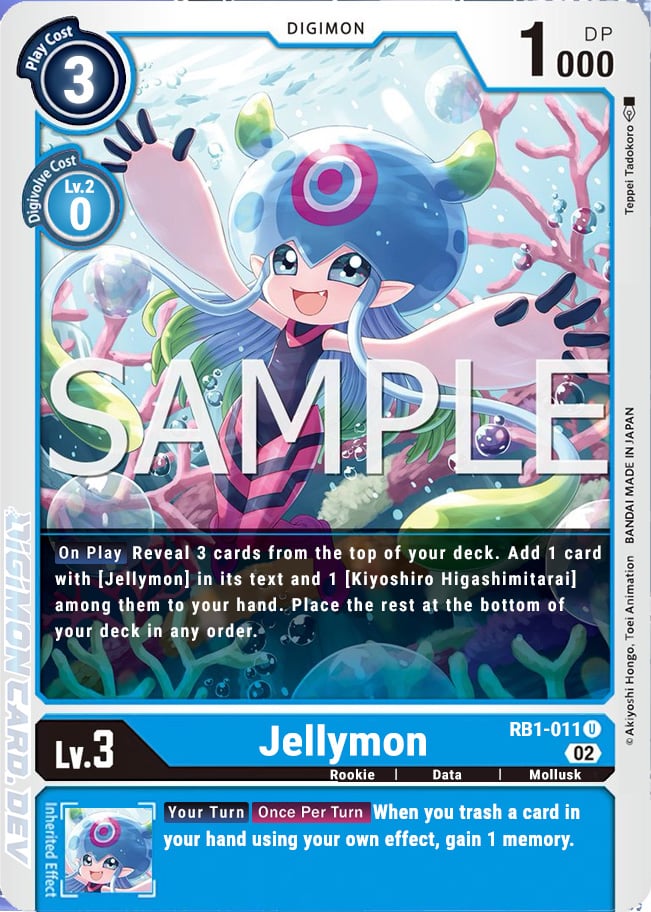 DIGIMON
Play Cost
3
1000
DP
Digivolve Cost
Lv.2
0
Teppei Tadokoro
SAMPLE
On Play Reveal 3 cards from the top of your deck. Add 1 card
with [Jellymon] in its text and 1 [Kiyoshiro Higashimitarai]
among them to your hand. Place the rest at the bottom of
your deck in any order.
© Akiyoshi Hongo, Toei Animation BANDAI MADE IN JAPAN
DIGIMONCARD.DEV
Lv.3
Jellymon
RB1-011 U
02
Rookie | Data | Mollusk
Inherited Effect
Your Turn Once Per Turn When you trash a card in
your hand using your own effect, gain 1 memory.